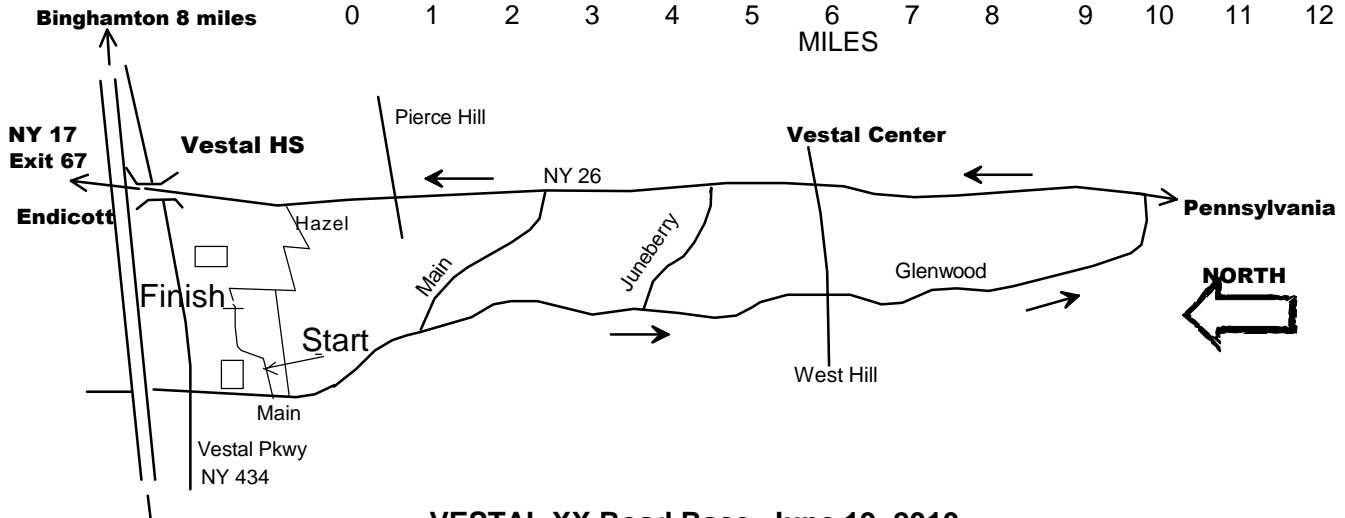 0 1 2 3 4 5 6 7 8 9 10 11 12
Binghamton 8 miles
MILES
Pierce Hill
NY 17
Exit 67
Vestal HS
Vestal Center
NY 26
Endicott
Pennsylvania
Hazel
Main
Juneberry
Glenwood
NORTH
Finish
Start
West Hill
Main
Vestal Pkwy
NY 434